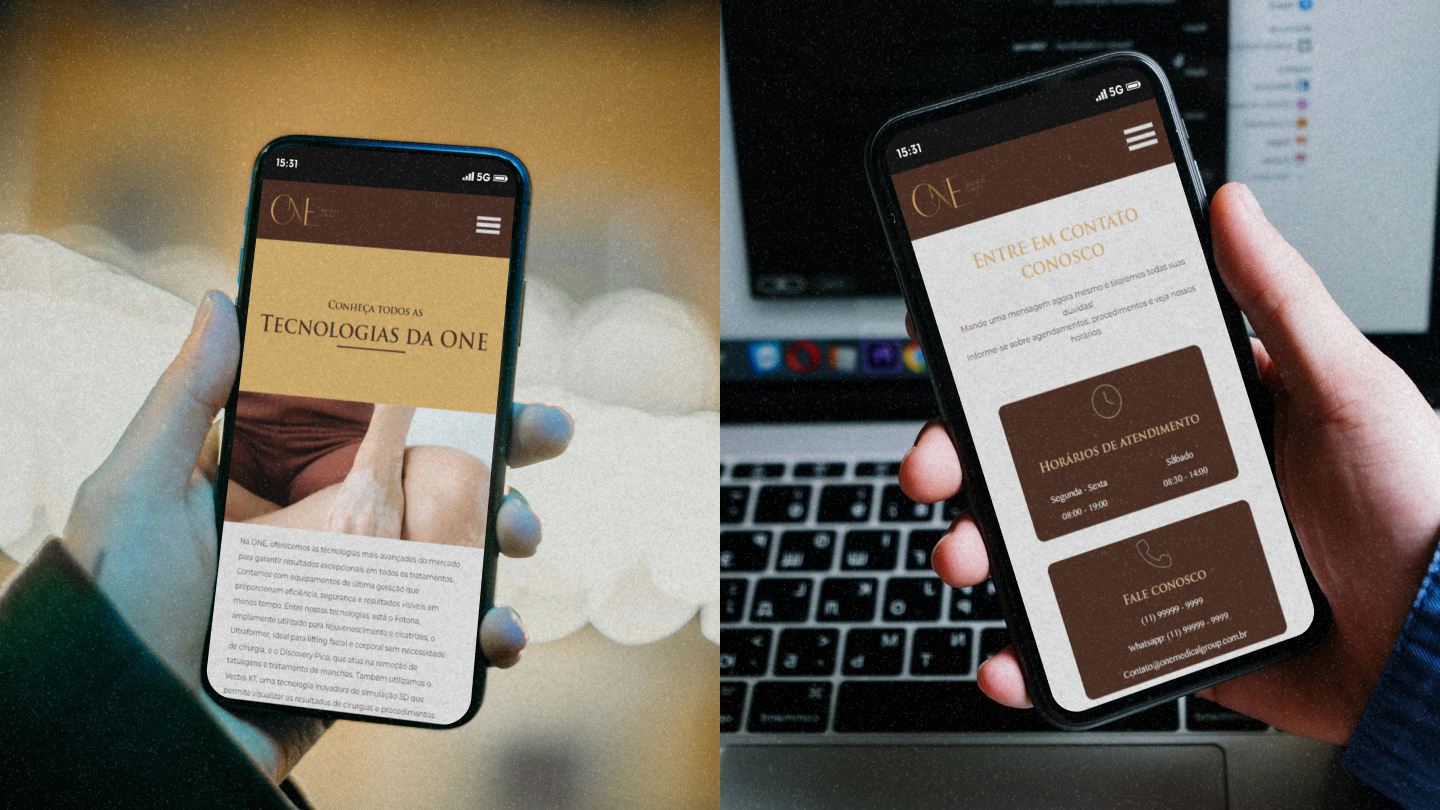 15:31
5G
ONE
CONHEÇA TODOS AS
TECNOLOGIAS DA ONE
Na ONE, oferecemos as tecnologias mais avançadas do mercado
para garantir resultados excepcionais em todos os tratamentos.
Contamos com equipamentos de última geração que
proporcionam eficiência, segurança e resultados visíveis em
menos tempo. Entre nossas tecnologias, está o Fotona,
amplamente utilizado para rejuvenescimento e cicatrizes, o
Ultraformer, ideal para lifting facial e corporal sem necessidade
de cirurgia, e o Discovery Pico, que atua na remoção de
tatuagens e tratamento de manchas. Também utilizamos o
Vectra XT, uma tecnologia inovadora de simulação 3D que
permite visualizar os resultados de cirurgias e procedimentos
15:31
5G
ONE
ENTRE EM CONTATO
CONOSCO
Mande uma mensagem agora mesmo e tiraremos todas suas
dúvidas!
Informe-se sobre agendamentos, procedimentos e veja nossos
horários.
HORÁRIOS DE ATENDIMENTO
Segunda - Sexta
08:00 - 19:00
Sábado
08:30 - 14:00
FALE CONOSCO
(11) 99999 - 9999
Whatsapp: (11) 99999 - 9999
Contato@onemedicalgroup.com.br